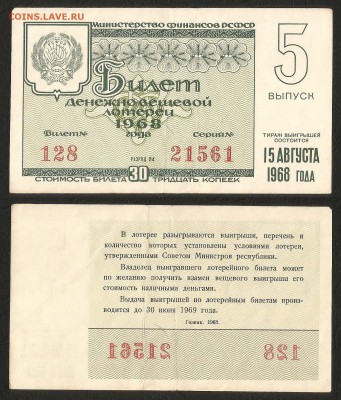 COINS.ЛАVE.RU
Министерство финансов РСФСР
Билет
денежно-вещевой
лотереи
1968
года
Билет №
Серия №
128
21561
РАЗРЯД 04
СТОИМОСТЬ БИЛЕТА 30 ТРИДЦАТЬ КОПЕЕК
5
ВЫПУСК
ТИРАЖ ВЫИГРЫШЕЙ
СОСТОИТСЯ
15 АВГУСТА
1968 ГОДА
В лотерее разыгрываются выигрыши, перечень и
количество которых установлены условиями лотереи,
утвержденными Советом Министров республики.
Владелец выигравшего лотерейного билета может
по желанию получить взамен вещевого выигрыша его
стоимость наличными деньгами.
Выдача выигрышей по лотерейным билетам произ-
водится до 30 июня 1969 года.
Гознак. 1968.
21561
128